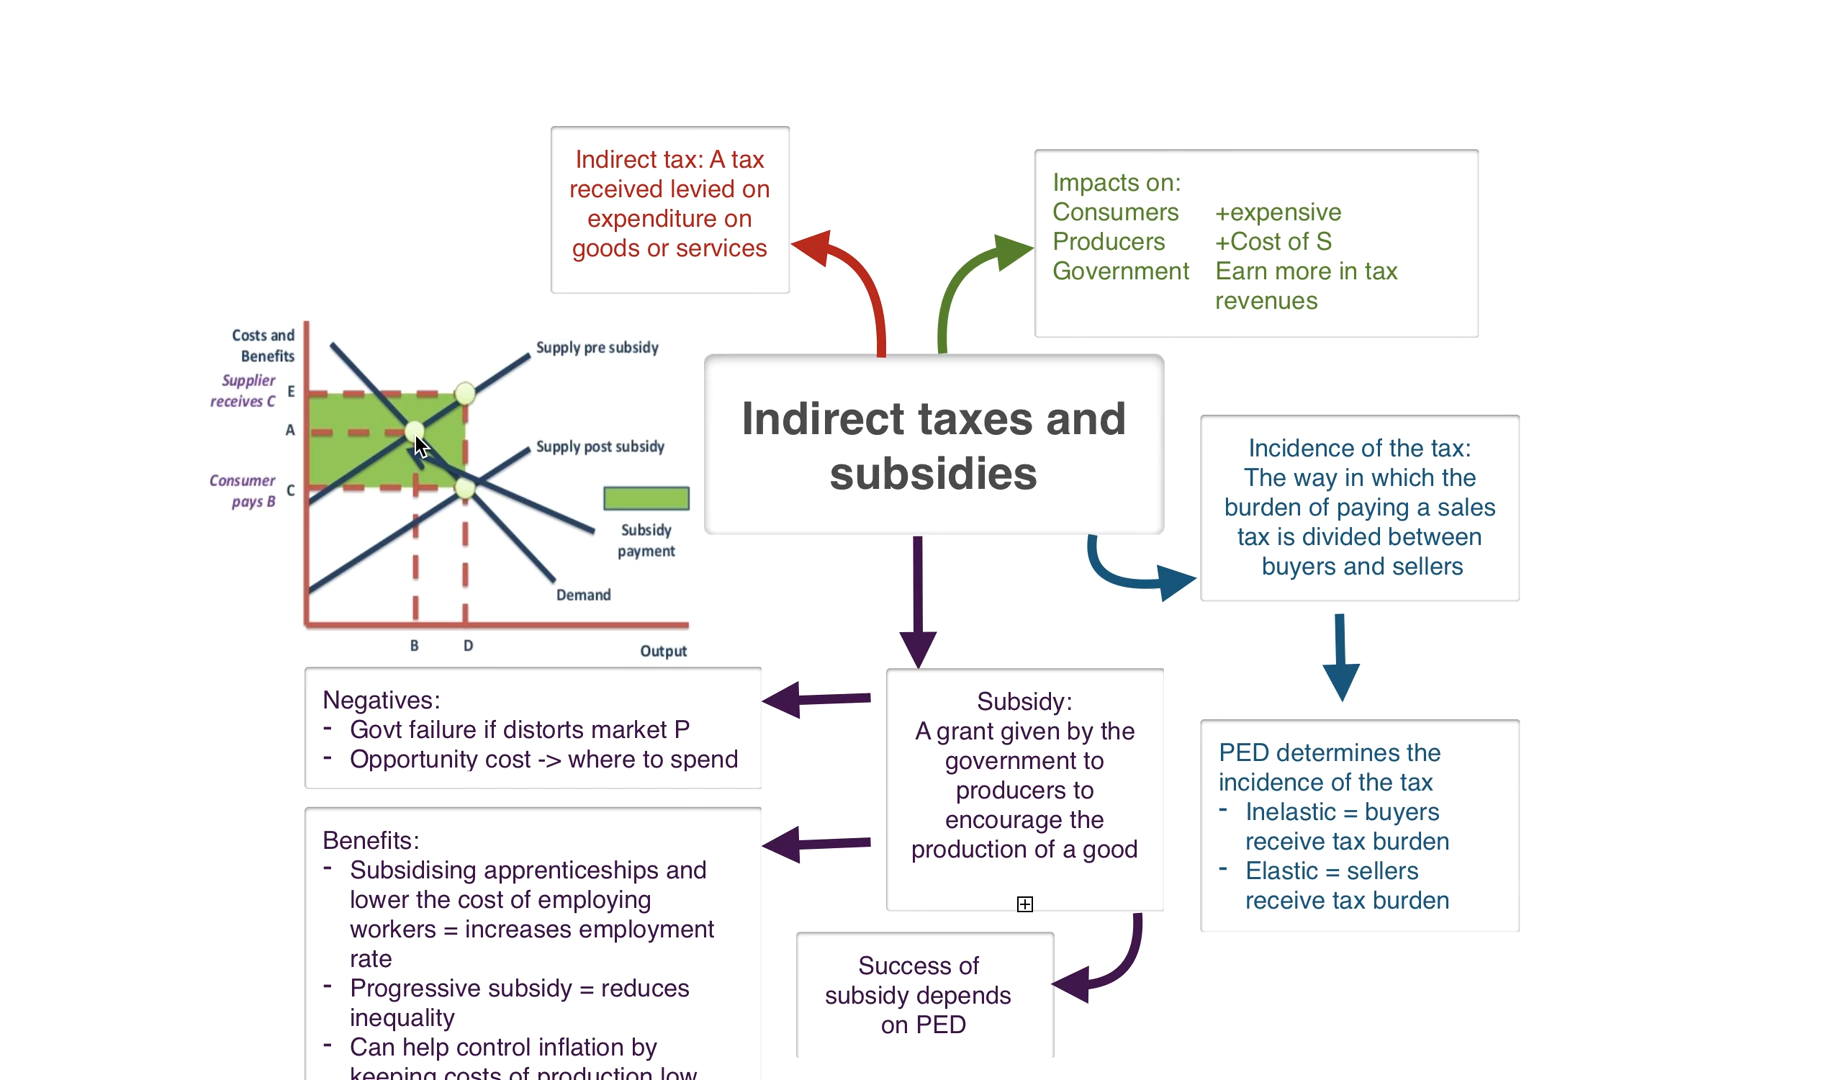 Indirect tax: A tax
received levied on
expenditure on
goods or services
Impacts on:
Consumers +expensive
Producers +Cost of S
Government Earn more in tax
revenues
Costs and
Benefits
Supplier
receives C
E
A
Consumer
pays B
C
Supply pre subsidy
Supply post subsidy
Subsidy
payment
Demand
B
D
Output
Indirect taxes and
subsidies
Incidence of the tax:
The way in which the
burden of paying a sales
tax is divided between
buyers and sellers
Negatives:
- Govt failure if distorts market P
- Opportunity cost -> where to spend
Subsidy:
A grant given by the
government to
producers to
encourage the
production of a good
PED determines the
incidence of the tax
- Inelastic = buyers
receive tax burden
- Elastic = sellers
receive tax burden
Benefits:
- Subsidising apprenticeships and
lower the cost of employing
workers = increases employment
rate
- Progressive subsidy = reduces
inequality
- Can help control inflation by
keeping costs of production low
Success of
subsidy depends
on PED